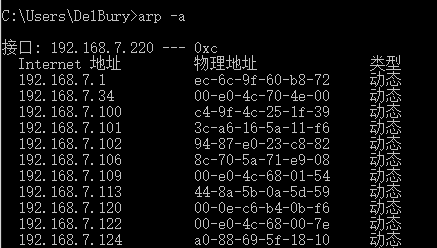 C:\Users\DelBury>arp -a
接口: 192.168.7.220 --- 0xc
Internet 地址 物理地址 类型
192.168.7.1 ec-6c-9f-60-b8-72 动态
192.168.7.34 00-e0-4c-70-4e-00 动态
192.168.7.100 c4-9f-4c-25-1f-39 动态
192.168.7.101 3c-a6-16-5a-11-f6 动态
192.168.7.102 94-87-e0-23-c8-82 动态
192.168.7.106 8c-70-5a-71-e9-08 动态
192.168.7.109 00-e0-4c-68-01-54 动态
192.168.7.113 44-8a-5b-0a-5d-59 动态
192.168.7.120 00-0e-c6-b4-0b-f6 动态
192.168.7.122 00-e0-4c-68-00-7e 动态
192.168.7.124 a0-88-69-5f-18-10 动态